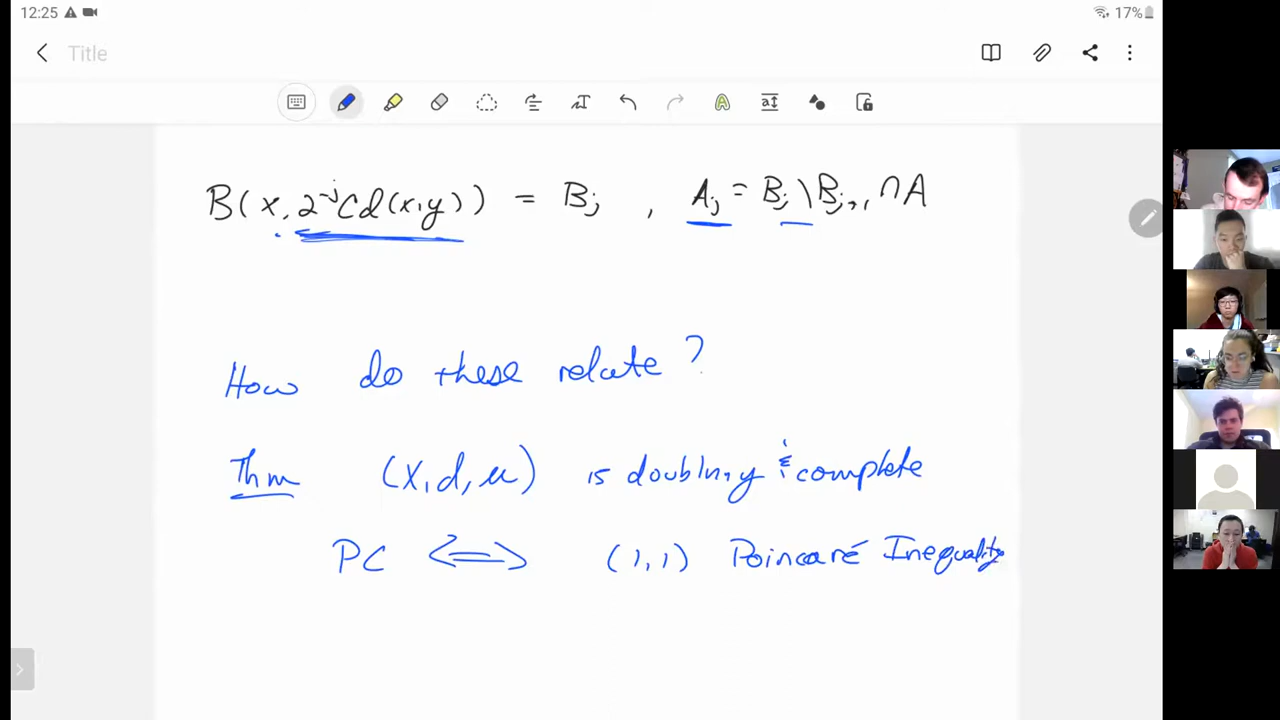 12:25
17%
Title
B(x, 2^{-j}Cd(x,y)) = B_j , A_j = B_j \ B_{j+1} ∩ A
How do these relate?
Thm (X,d,μ) is doubling & complete
PC ⟺ (1,1) Poincaré Inequality